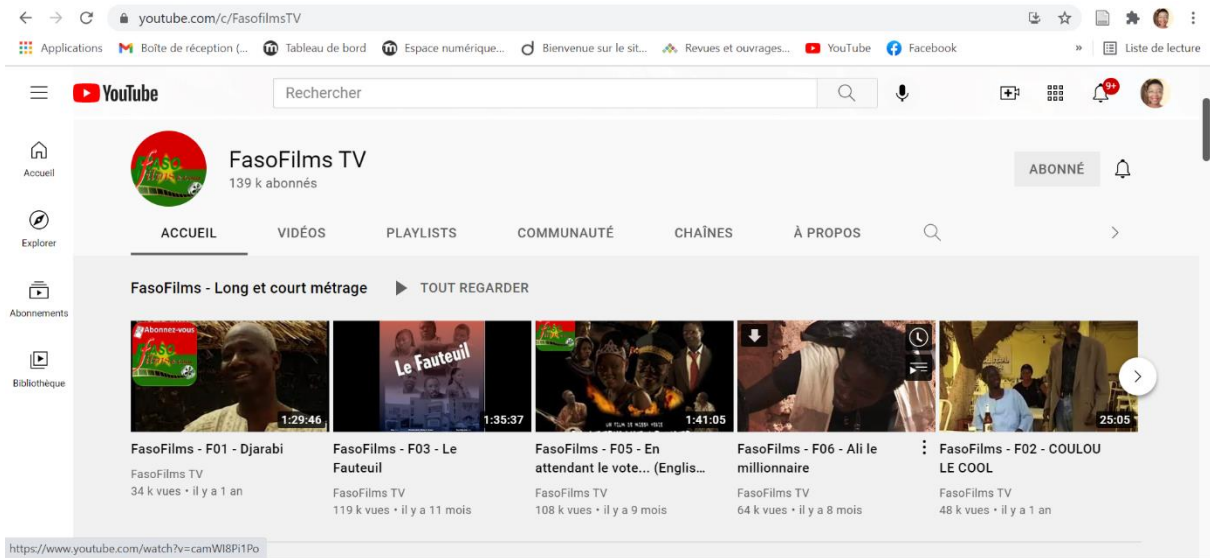 youtube.com/c/FasofilmsTV
Applications Boîte de réception (... Tableau de bord Espace numérique... Bienvenue sur le sit... Revues et ouvrages... YouTube Facebook » Liste de lecture
YouTube Rechercher 9+
Accueil
Explorer
Abonnements
Bibliothèque
FasoFilms TV
139 k abonnés
ABONNÉ
ACCUEIL VIDÉOS PLAYLISTS COMMUNAUTÉ CHAÎNES À PROPOS
FasoFilms - Long et court métrage TOUT REGARDER
Abonnez-vous
Le Fauteuil
1:29:46 1:35:37 1:41:05 25:05
FasoFilms - F01 - Djarabi
FasoFilms TV
34 k vues • il y a 1 an
FasoFilms - F03 - Le
Fauteuil
FasoFilms TV
119 k vues • il y a 11 mois
FasoFilms - F05 - En
attendant le vote... (Englis...
FasoFilms TV
108 k vues • il y a 9 mois
FasoFilms - F06 - Ali le
millionnaire
FasoFilms TV
64 k vues • il y a 8 mois
FasoFilms - F02 - COULOU
LE COOL
FasoFilms TV
48 k vues • il y a 1 an
https://www.youtube.com/watch?v=camWI8Pi1Po